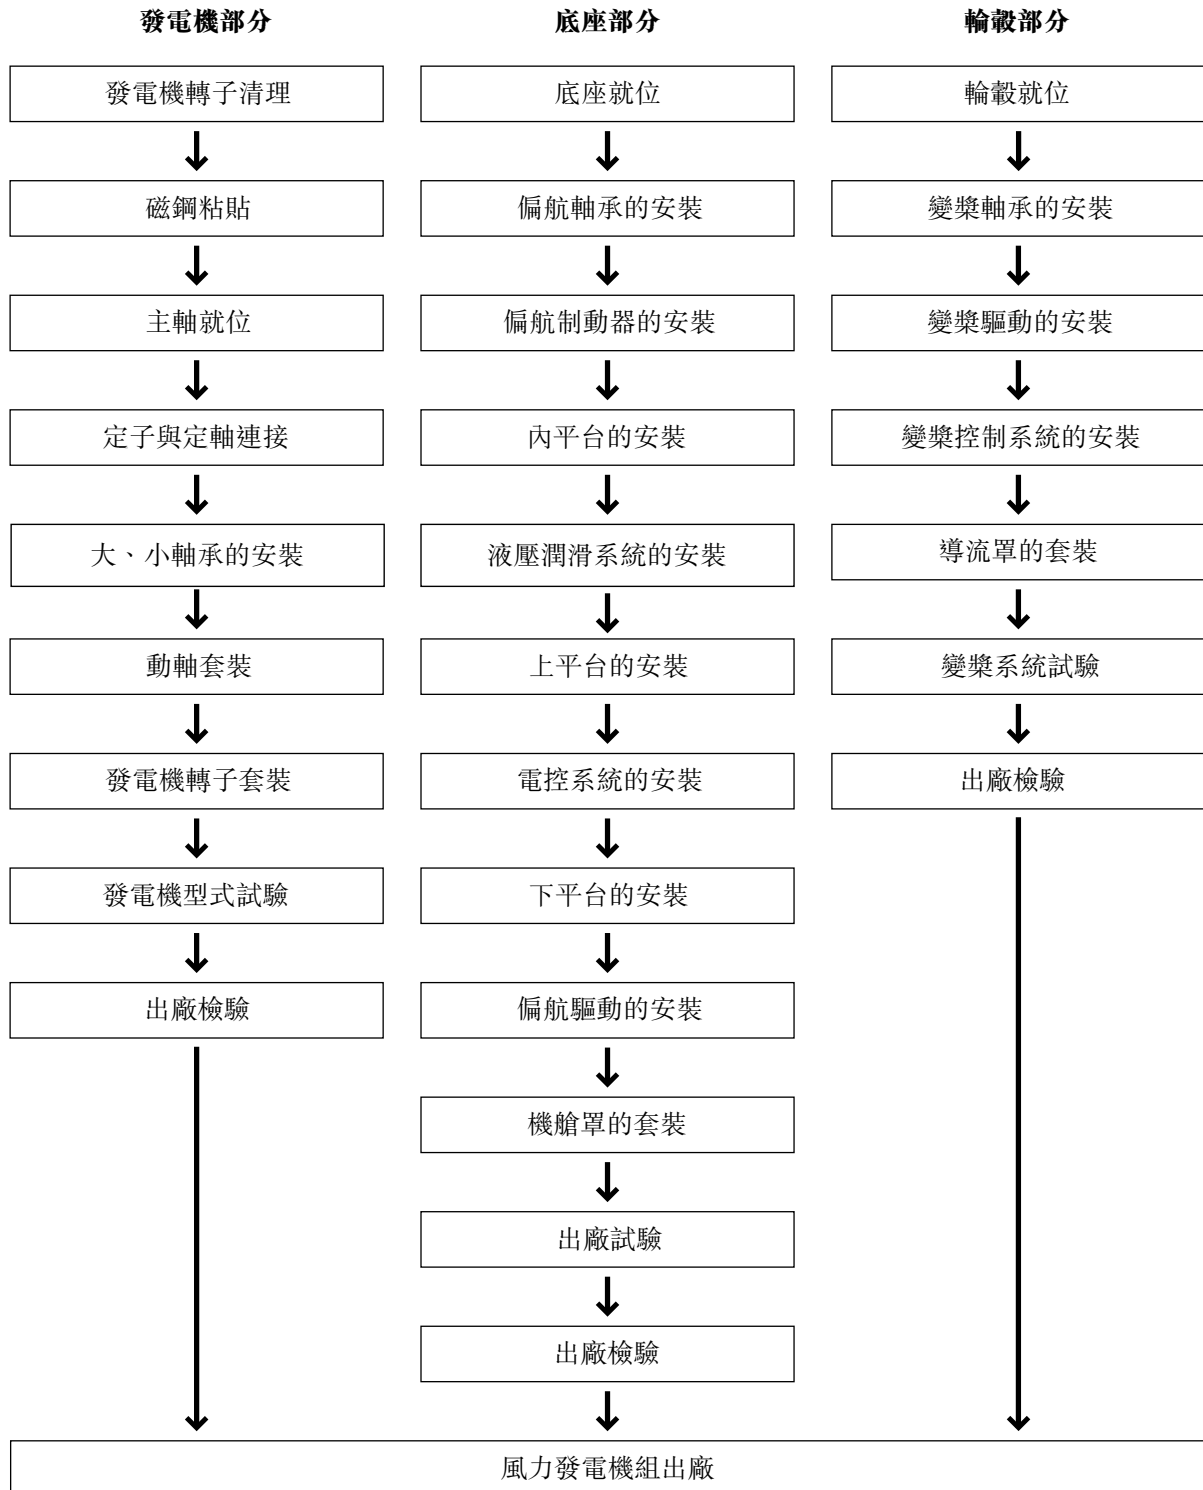 發電機部分
發電機轉子清理
磁鋼粘貼
主軸就位
定子與定軸連接
大、小軸承的安裝
動軸套裝
發電機轉子套裝
發電機型式試驗
出廠檢驗
底座部分
底座就位
偏航軸承的安裝
偏航制動器的安裝
內平台的安裝
液壓潤滑系統的安裝
上平台的安裝
電控系統的安裝
下平台的安裝
偏航驅動的安裝
機艙罩的套裝
出廠試驗
出廠檢驗
輪轂部分
輪轂就位
變槳軸承的安裝
變槳驅動的安裝
變槳控制系統的安裝
導流罩的套裝
變槳系統試驗
出廠檢驗
風力發電機組出廠